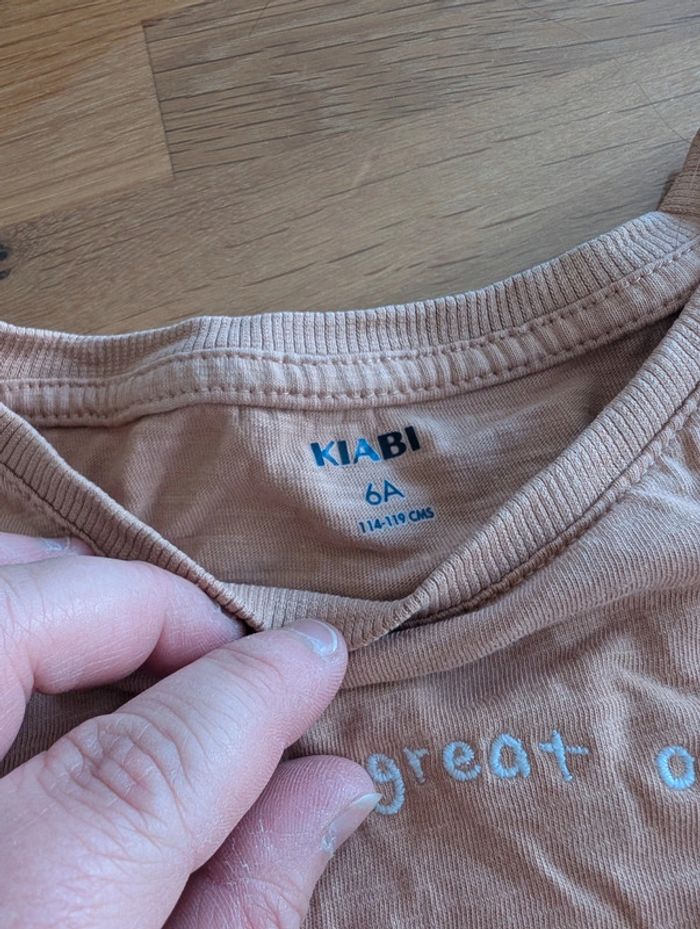 KIABI
6A
114-119 CMS
great